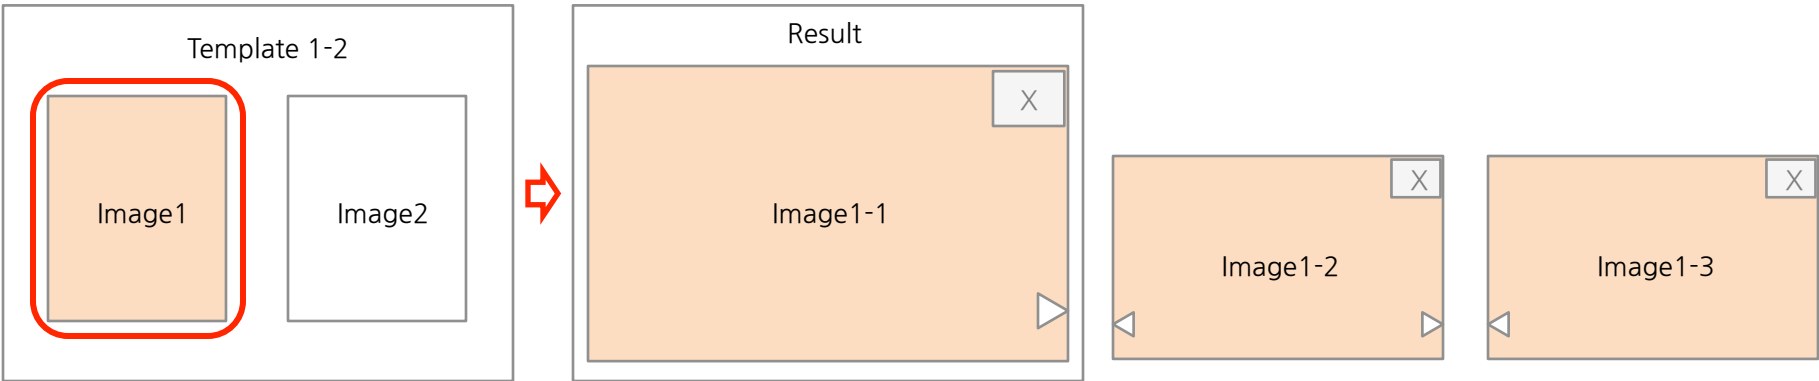 Template 1-2
Image1
Image2
Result
X
Image1-1
X
Image1-2
X
Image1-3